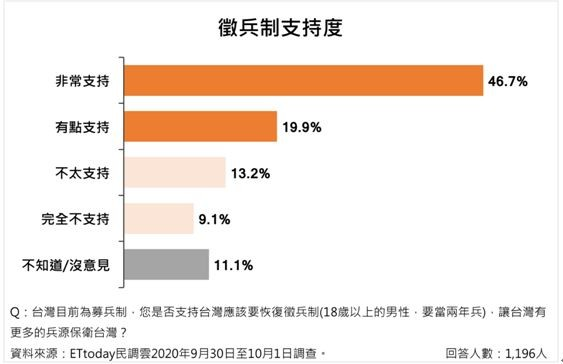 徵兵制支持度
非常支持 46.7%
有點支持 19.9%
不太支持 13.2%
完全不支持 9.1%
不知道/沒意見 11.1%
Q：台灣目前為募兵制，您是否支持台灣應該要恢復徵兵制(18歲以上的男性，要當兩年兵)，讓台灣有
更多的兵源保衛台灣？
資料來源：ETtoday民調雲2020年9月30日至10月1日調查。 回答人數：1,196人